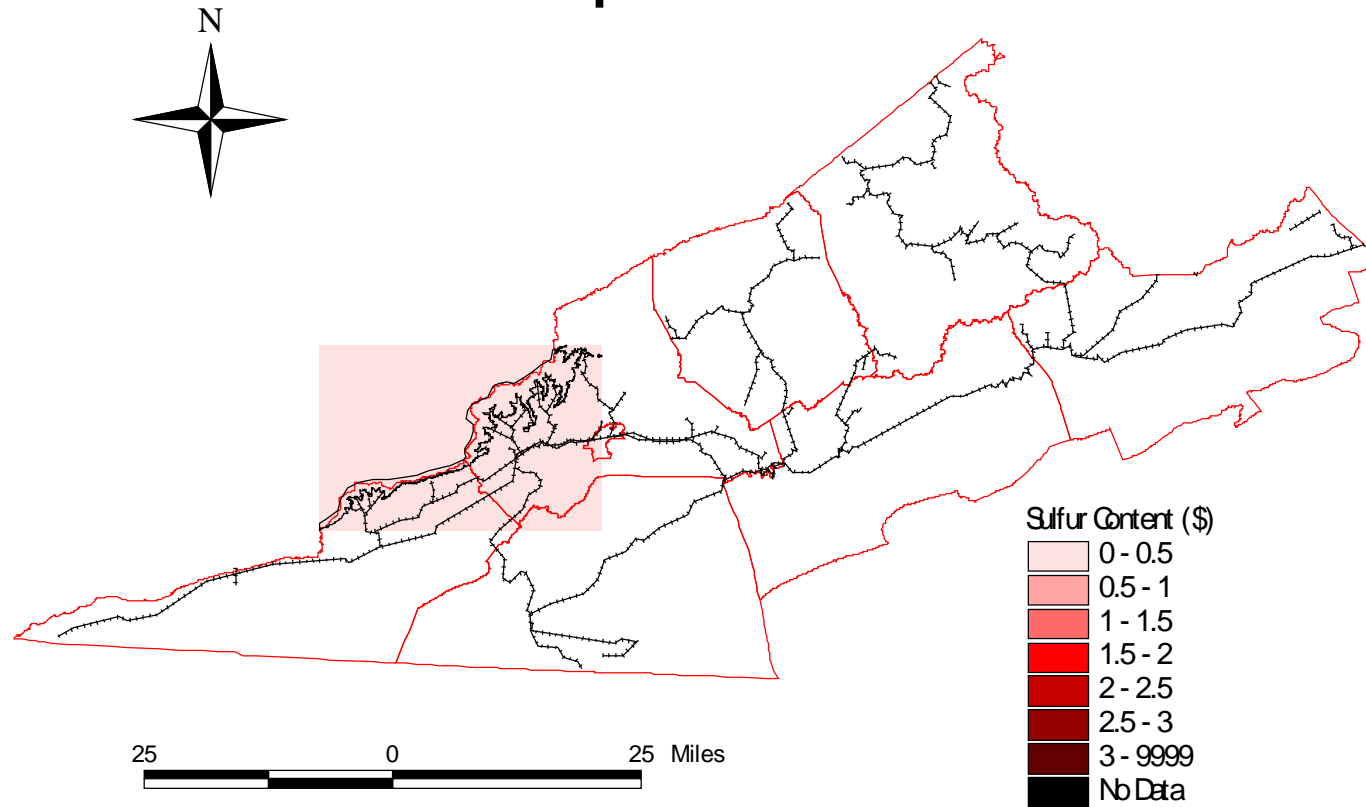 N
Sulfur Content ($)
0 - 0.5
0.5 - 1
1 - 1.5
1.5 - 2
2 - 2.5
2.5 - 3
3 - 9999
No Data
25 0 25 Miles